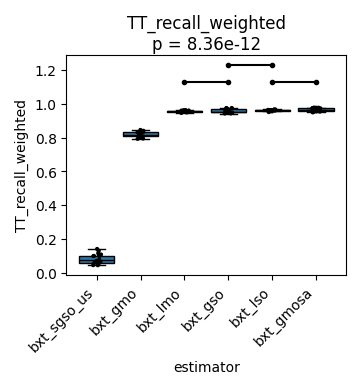 TT_recall_weighted
p = 8.36e-12
TT_recall_weighted
1.2
1.0
0.8
0.6
0.4
0.2
0.0
bxt_sgso_us
bxt_gmo
bxt_lmo
bxt_gso
bxt_lso
bxt_gmosa
estimator